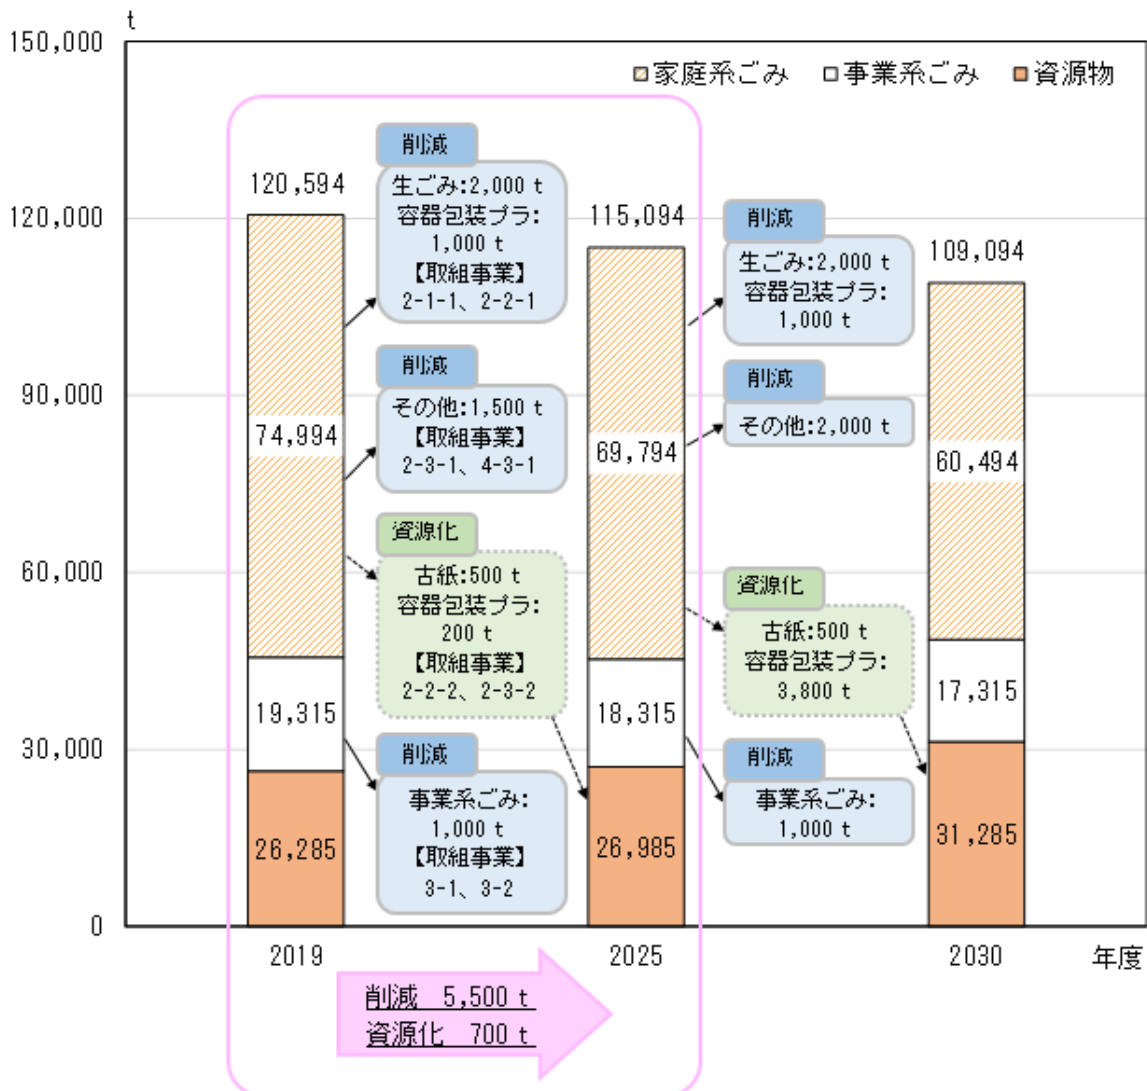 t
150,000
家庭系ごみ 事業系ごみ 資源物
120,000
90,000
60,000
30,000
0
120,594
74,994
19,315
26,285
2019
削減
生ごみ:2,000 t
容器包装プラ:
1,000 t
【取組事業】
2-1-1、2-2-1
削減
その他:1,500 t
【取組事業】
2-3-1、4-3-1
資源化
古紙:500 t
容器包装プラ:
200 t
【取組事業】
2-2-2、2-3-2
削減
事業系ごみ:
1,000 t
【取組事業】
3-1、3-2
115,094
69,794
18,315
26,985
2025
削減
生ごみ:2,000 t
容器包装プラ:
1,000 t
削減
その他:2,000 t
資源化
古紙:500 t
容器包装プラ:
3,800 t
削減
事業系ごみ:
1,000 t
109,094
60,494
17,315
31,285
2030
年度
削減 5,500 t
資源化 700 t